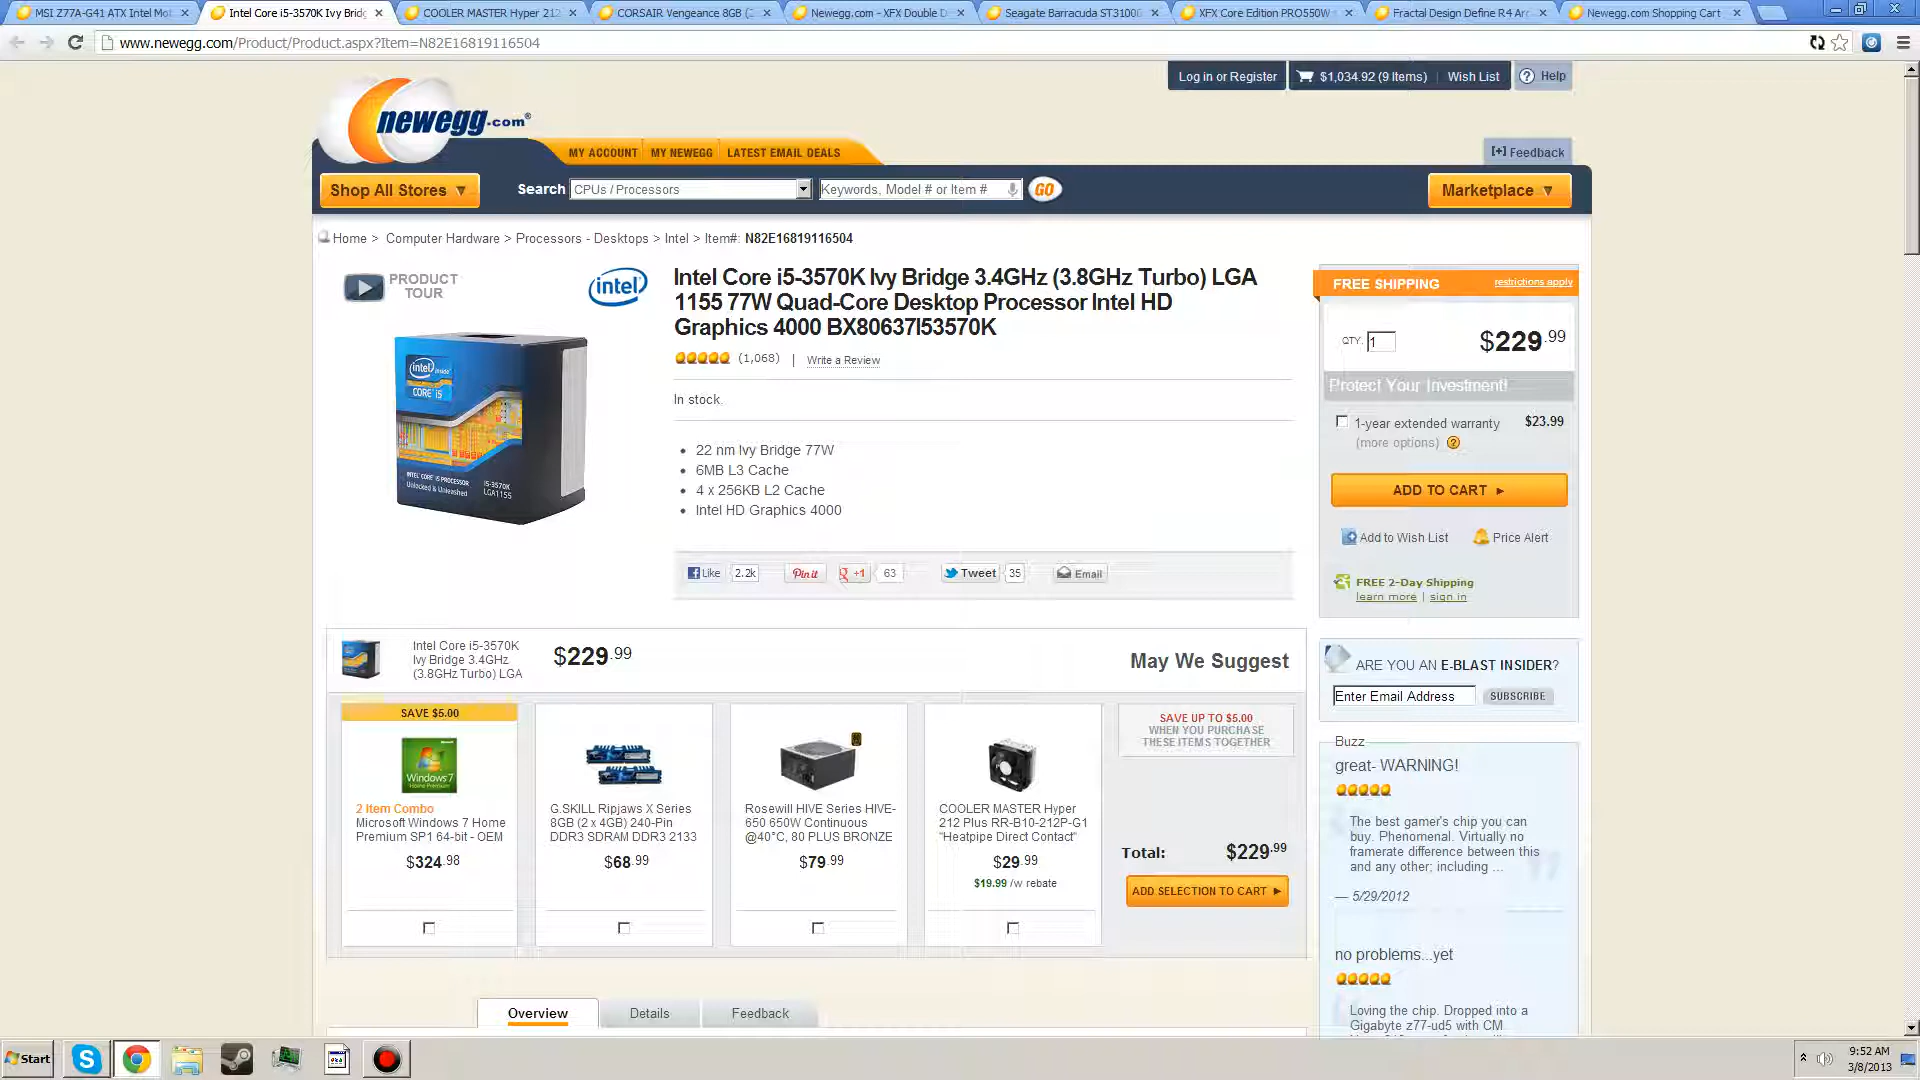 MSI Z77A-G41 ATX Intel Mot
Intel Core i5-3570K Ivy Bridg
COOLER MASTER Hyper 212
CORSAIR Vengeance 8GB (2
Newegg.com - XFX Double D
Seagate Barracuda ST3100
XFX Core Edition PRO550W
Fractal Design Define R4 Ar
Newegg.com Shopping Cart
www.newegg.com/Product/Product.aspx?Item=N82E16819116504
Log in or Register
$1,034.92 (9 Items)
Wish List
Help
newegg.com®
MY ACCOUNT
MY NEWEGG
LATEST EMAIL DEALS
[+] Feedback
Shop All Stores ▼
Search
CPUs / Processors
Keywords, Model # or Item #
GO
Marketplace ▼
Home > Computer Hardware > Processors - Desktops > Intel > Item#: N82E16819116504
PRODUCT
TOUR
intel
Intel Core i5-3570K Ivy Bridge 3.4GHz (3.8GHz Turbo) LGA
1155 77W Quad-Core Desktop Processor Intel HD
Graphics 4000 BX80637I53570K
(1,068) | Write a Review
In stock.
• 22 nm Ivy Bridge 77W
• 6MB L3 Cache
• 4 x 256KB L2 Cache
• Intel HD Graphics 4000
intel inside
CORE i5
INTEL CORE i5 PROCESSOR
Unlocked & Unleashed
i5-3570K
LGA1155
Like 2.2k
Pin it
+1 63
Tweet 35
Email
FREE SHIPPING
restrictions apply
QTY. 1
$229.99
Protect Your Investment!
1-year extended warranty $23.99
(more options)
ADD TO CART ►
Add to Wish List
Price Alert
FREE 2-Day Shipping
learn more | sign in
Intel Core i5-3570K
Ivy Bridge 3.4GHz
(3.8GHz Turbo) LGA
$229.99
May We Suggest
SAVE $5.00
Windows 7
Home Premium
2 Item Combo
Microsoft Windows 7 Home
Premium SP1 64-bit - OEM
$324.98
G.SKILL Ripjaws X Series
8GB (2 x 4GB) 240-Pin
DDR3 SDRAM DDR3 2133
$68.99
Rosewill HIVE Series HIVE-
650 650W Continuous
@40°C, 80 PLUS BRONZE
$79.99
COOLER MASTER Hyper
212 Plus RR-B10-212P-G1
"Heatpipe Direct Contact"
$29.99
$19.99 /w rebate
SAVE UP TO $5.00
WHEN YOU PURCHASE
THESE ITEMS TOGETHER
Total: $229.99
ADD SELECTION TO CART ►
ARE YOU AN E-BLAST INSIDER?
Enter Email Address
SUBSCRIBE
Buzz
great- WARNING!
The best gamer's chip you can
buy. Phenomenal. Virtually no
framerate difference between this
and any other; including ...
— 5/29/2012
no problems...yet
Loving the chip. Dropped into a
Gigabyte z77-ud5 with CM
Overview
Details
Feedback
Start
9:52 AM
3/8/2013